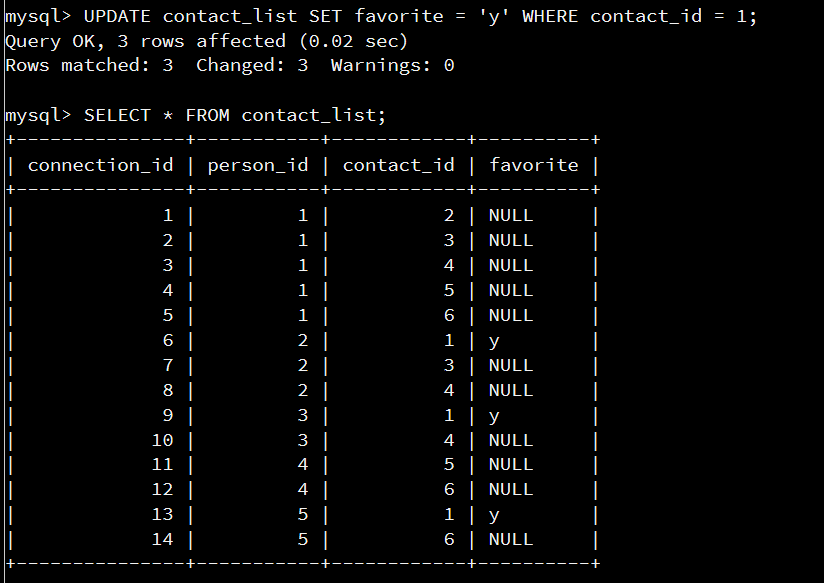 mysql> UPDATE contact_list SET favorite = 'y' WHERE contact_id = 1;
Query OK, 3 rows affected (0.02 sec)
Rows matched: 3  Changed: 3  Warnings: 0

mysql> SELECT * FROM contact_list;
+---------------+-----------+------------+----------+
| connection_id | person_id | contact_id | favorite |
+---------------+-----------+------------+----------+
|             1 |         1 |          2 | NULL     |
|             2 |         1 |          3 | NULL     |
|             3 |         1 |          4 | NULL     |
|             4 |         1 |          5 | NULL     |
|             5 |         1 |          6 | NULL     |
|             6 |         2 |          1 | y        |
|             7 |         2 |          3 | NULL     |
|             8 |         2 |          4 | NULL     |
|             9 |         3 |          1 | y        |
|            10 |         3 |          4 | NULL     |
|            11 |         4 |          5 | NULL     |
|            12 |         4 |          6 | NULL     |
|            13 |         5 |          1 | y        |
|            14 |         5 |          6 | NULL     |
+---------------+-----------+------------+----------+